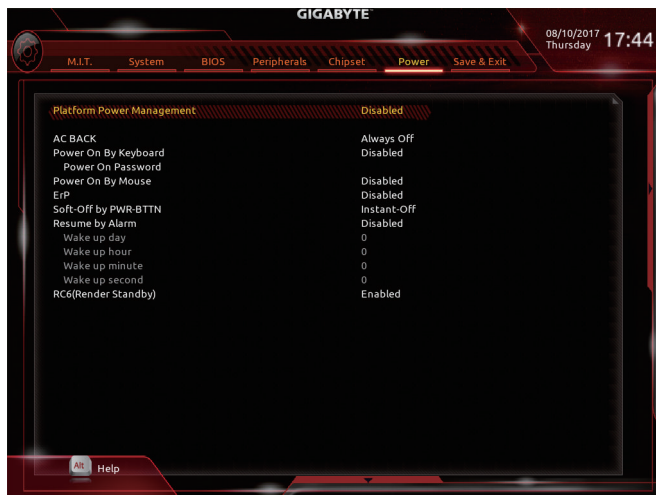 GIGABYTE™
08/10/2017 Thursday 17:44
M.I.T. System BIOS Peripherals Chipset Power Save & Exit
Platform Power Management Disabled
AC BACK Always Off
Power On By Keyboard Disabled
Power On Password
Power On By Mouse Disabled
ErP Disabled
Soft-Off by PWR-BTTN Instant-Off
Resume by Alarm Disabled
Wake up day 0
Wake up hour 0
Wake up minute 0
Wake up second 0
RC6(Render Standby) Enabled
Alt Help